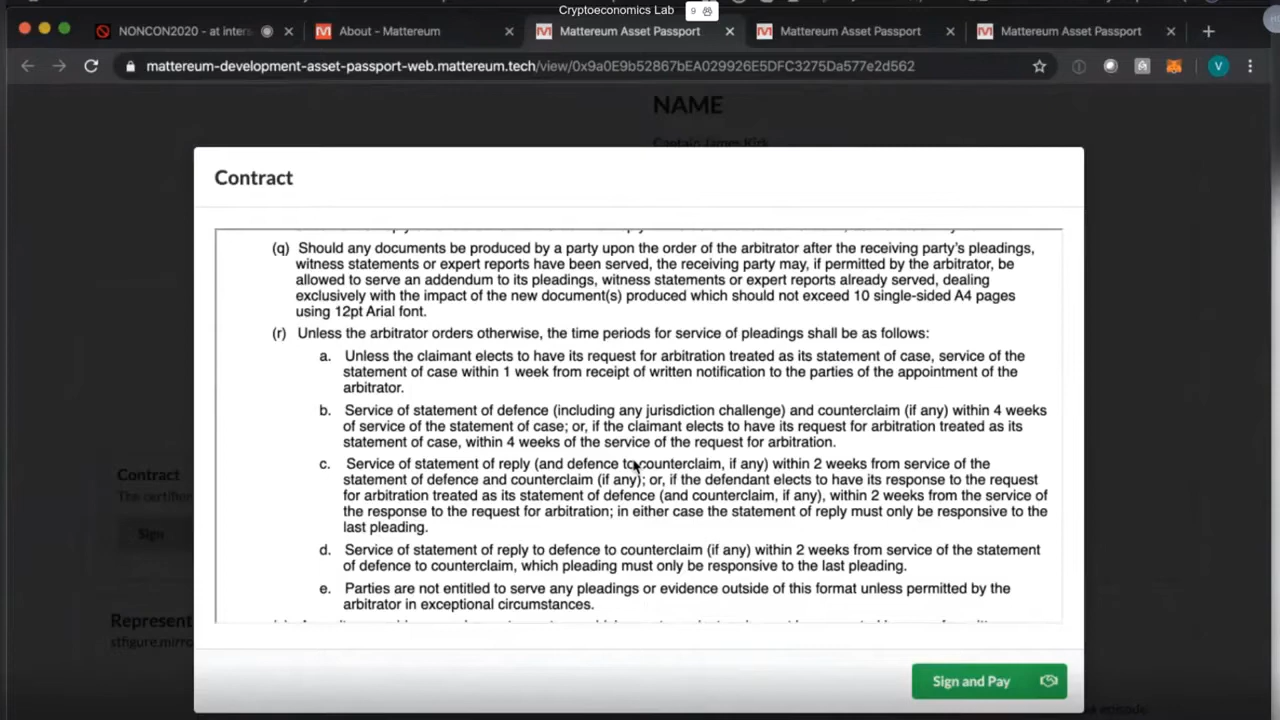 Cryptoeconomics Lab 9
NONCON2020 - at inters
About – Mattereum
Mattereum Asset Passport
Mattereum Asset Passport
Mattereum Asset Passport
mattereum-development-asset-passport-web.mattereum.tech/view/0x9a0E9b52867bEA029926E5DFC3275Da577e2d562
V
NAME
Captain James Kirk
Contract
(q) Should any documents be produced by a party upon the order of the arbitrator after the receiving party's pleadings,
witness statements or expert reports have been served, the receiving party may, if permitted by the arbitrator, be
allowed to serve an addendum to its pleadings, witness statements or expert reports already served, dealing
exclusively with the impact of the new document(s) produced which should not exceed 10 single-sided A4 pages
using 12pt Arial font.
(r) Unless the arbitrator orders otherwise, the time periods for service of pleadings shall be as follows:
a. Unless the claimant elects to have its request for arbitration treated as its statement of case, service of the
statement of case within 1 week from receipt of written notification to the parties of the appointment of the
arbitrator.
b. Service of statement of defence (including any jurisdiction challenge) and counterclaim (if any) within 4 weeks
of service of the statement of case; or, if the claimant elects to have its request for arbitration treated as its
statement of case, within 4 weeks of the service of the request for arbitration.
c. Service of statement of reply (and defence to counterclaim, if any) within 2 weeks from service of the
statement of defence and counterclaim (if any); or, if the defendant elects to have its response to the request
for arbitration treated as its statement of defence (and counterclaim, if any), within 2 weeks from the service of
the response to the request for arbitration; in either case the statement of reply must only be responsive to the
last pleading.
d. Service of statement of reply to defence to counterclaim (if any) within 2 weeks from service of the statement
of defence to counterclaim, which pleading must only be responsive to the last pleading.
e. Parties are not entitled to serve any pleadings or evidence outside of this format unless permitted by the
arbitrator in exceptional circumstances.
Contract
The certifier
Sign
Represent
sthgure.mirro
Sign and Pay
episode